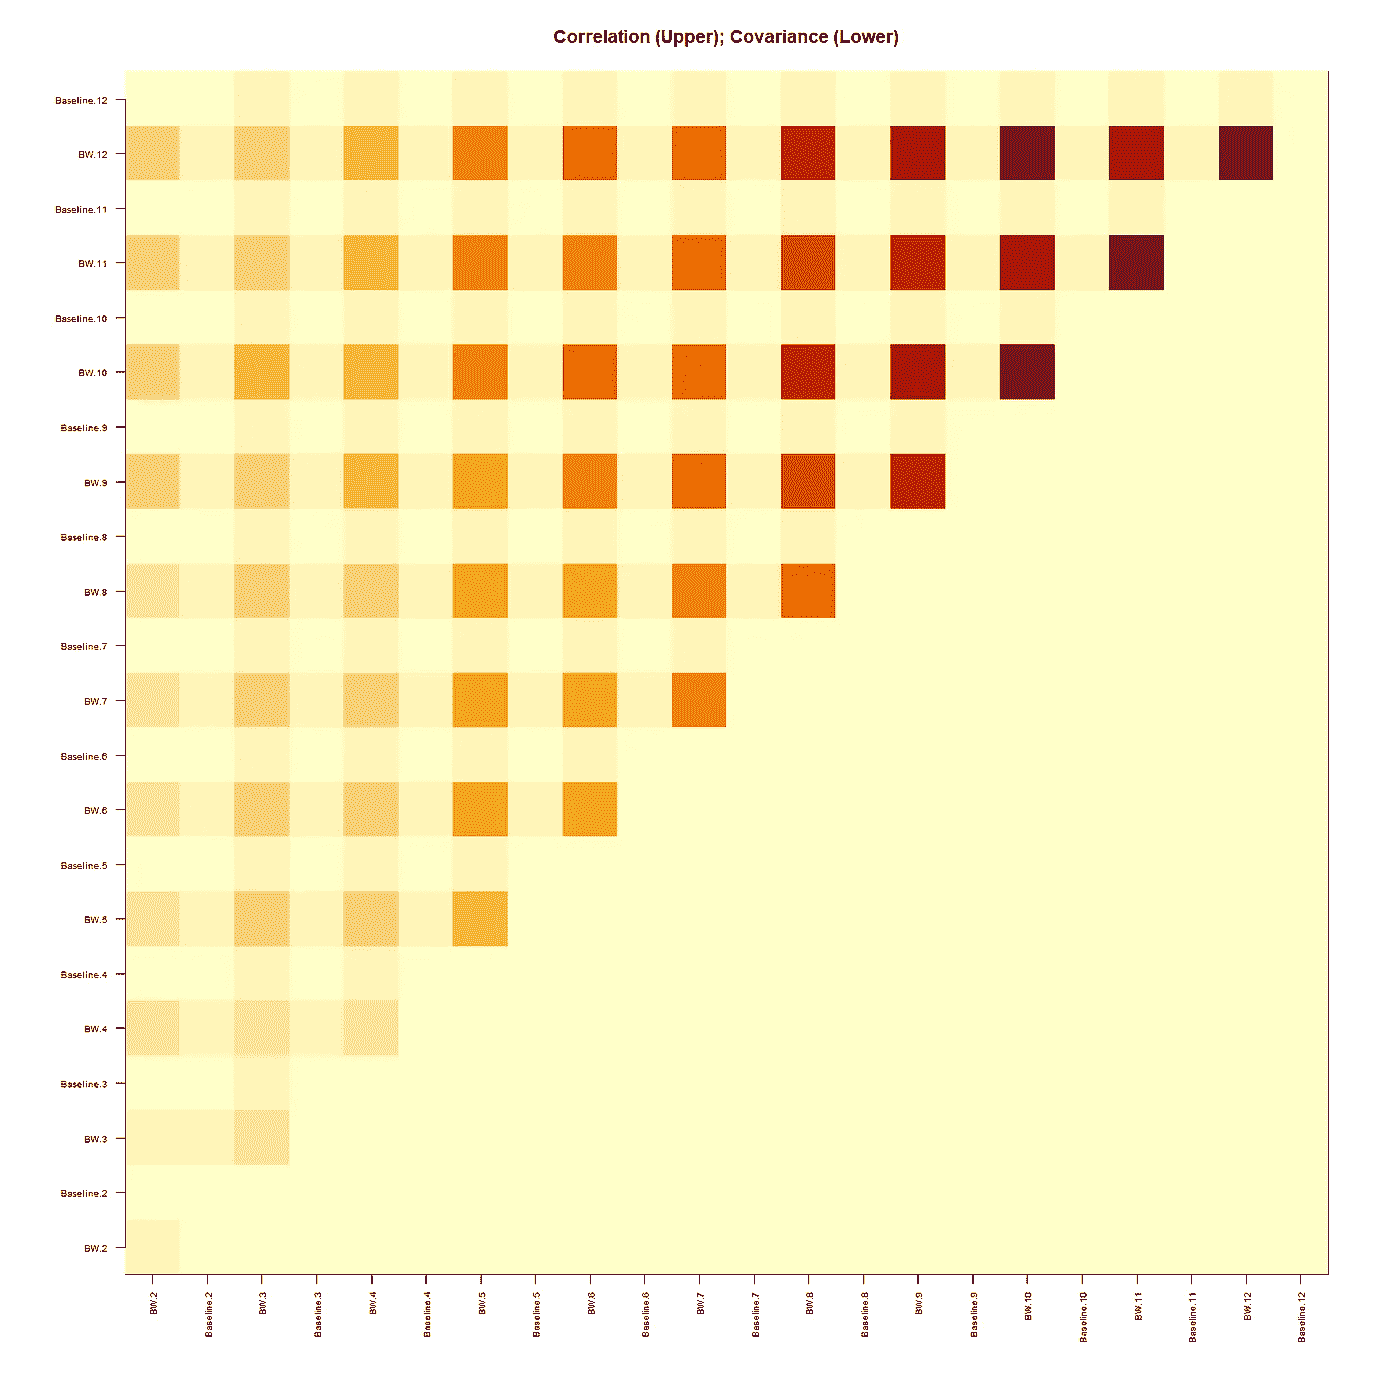 Correlation (Upper); Covariance (Lower)
Baseline.12
BW.12
Baseline.11
BW.11
Baseline.10
BW.10
Baseline.9
BW.9
Baseline.8
BW.8
Baseline.7
BW.7
Baseline.6
BW.6
Baseline.5
BW.5
Baseline.4
BW.4
Baseline.3
BW.3
Baseline.2
BW.2
BW.2
Baseline.2
BW.3
Baseline.3
BW.4
Baseline.4
BW.5
Baseline.5
BW.6
Baseline.6
BW.7
Baseline.7
BW.8
Baseline.8
BW.9
Baseline.9
BW.10
Baseline.10
BW.11
Baseline.11
BW.12
Baseline.12